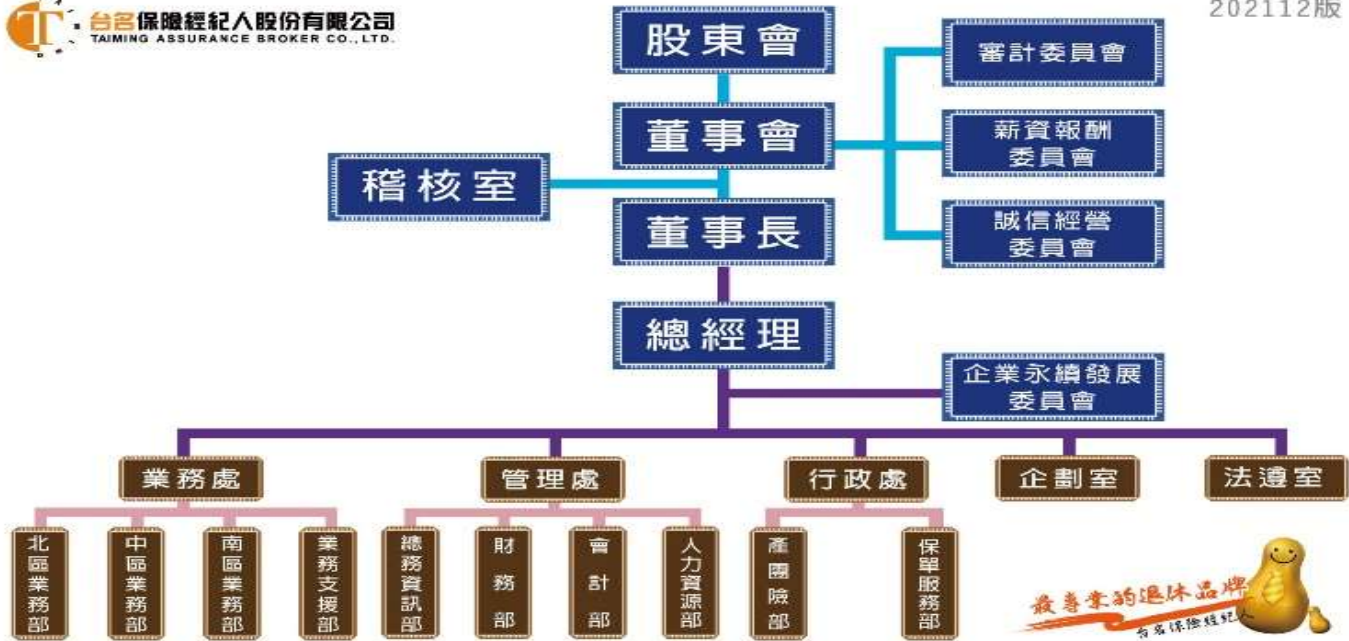 台名保險經紀人股份有限公司
TAIMING ASSURANCE BROKER CO., LTD.
202112版
股東會
審計委員會
董事會
薪資報酬
委員會
稽核室
董事長
誠信經營
委員會
總經理
企業永續發展
委員會
業務處
管理處
行政處
企劃室
法遵室
北區業務部
中區業務部
南區業務部
業務支援部
總務資訊部
財務部
會計部
人力資源部
產團險部
保單服務部
最專業的退休品牌
台名保險經紀人